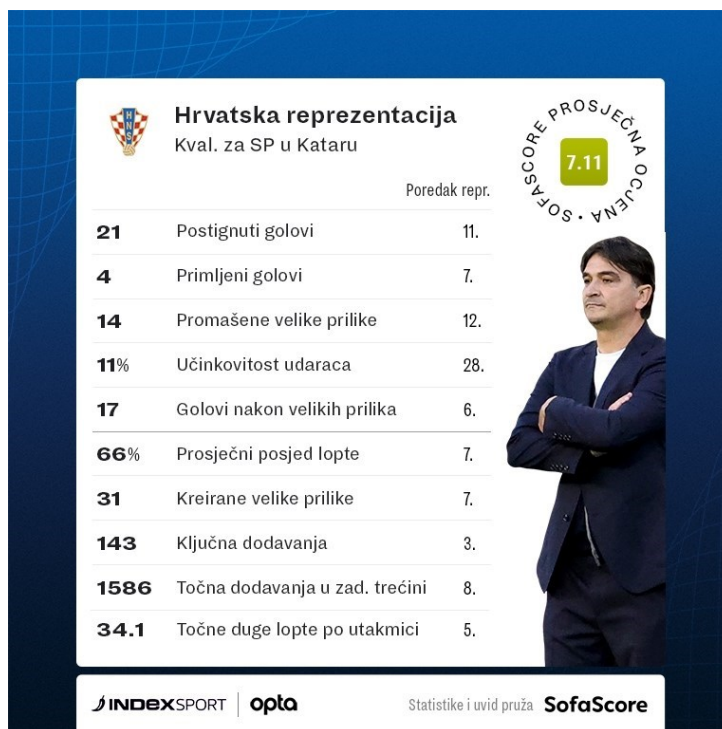 HNS
Hrvatska reprezentacija
Kval. za SP u Kataru
SOFASCORE PROSJEČNA OCJENA •
7.11
Poredak repr.
21 Postignuti golovi 11.
4 Primljeni golovi 7.
14 Promašene velike prilike 12.
11% Učinkovitost udaraca 28.
17 Golovi nakon velikih prilika 6.
66% Prosječni posjed lopte 7.
31 Kreirane velike prilike 7.
143 Ključna dodavanja 3.
1586 Točna dodavanja u zad. trećini 8.
34.1 Točne duge lopte po utakmici 5.
INDEXSPORT | opta Statistike i uvid pruža SofaScore